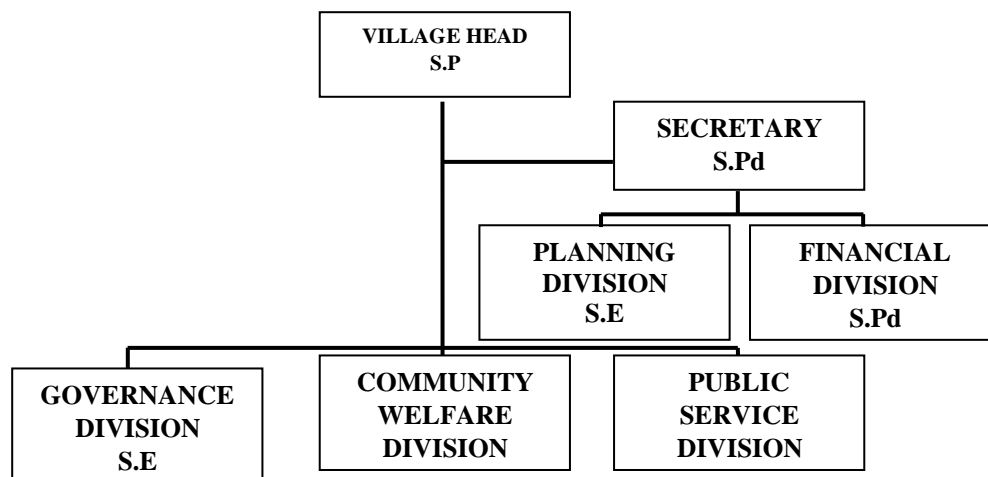 VILLAGE HEAD
S.P
SECRETARY
S.Pd
PLANNING
DIVISION
S.E
FINANCIAL
DIVISION
S.Pd
GOVERNANCE
DIVISION
S.E
COMMUNITY
WELFARE
DIVISION
PUBLIC
SERVICE
DIVISION